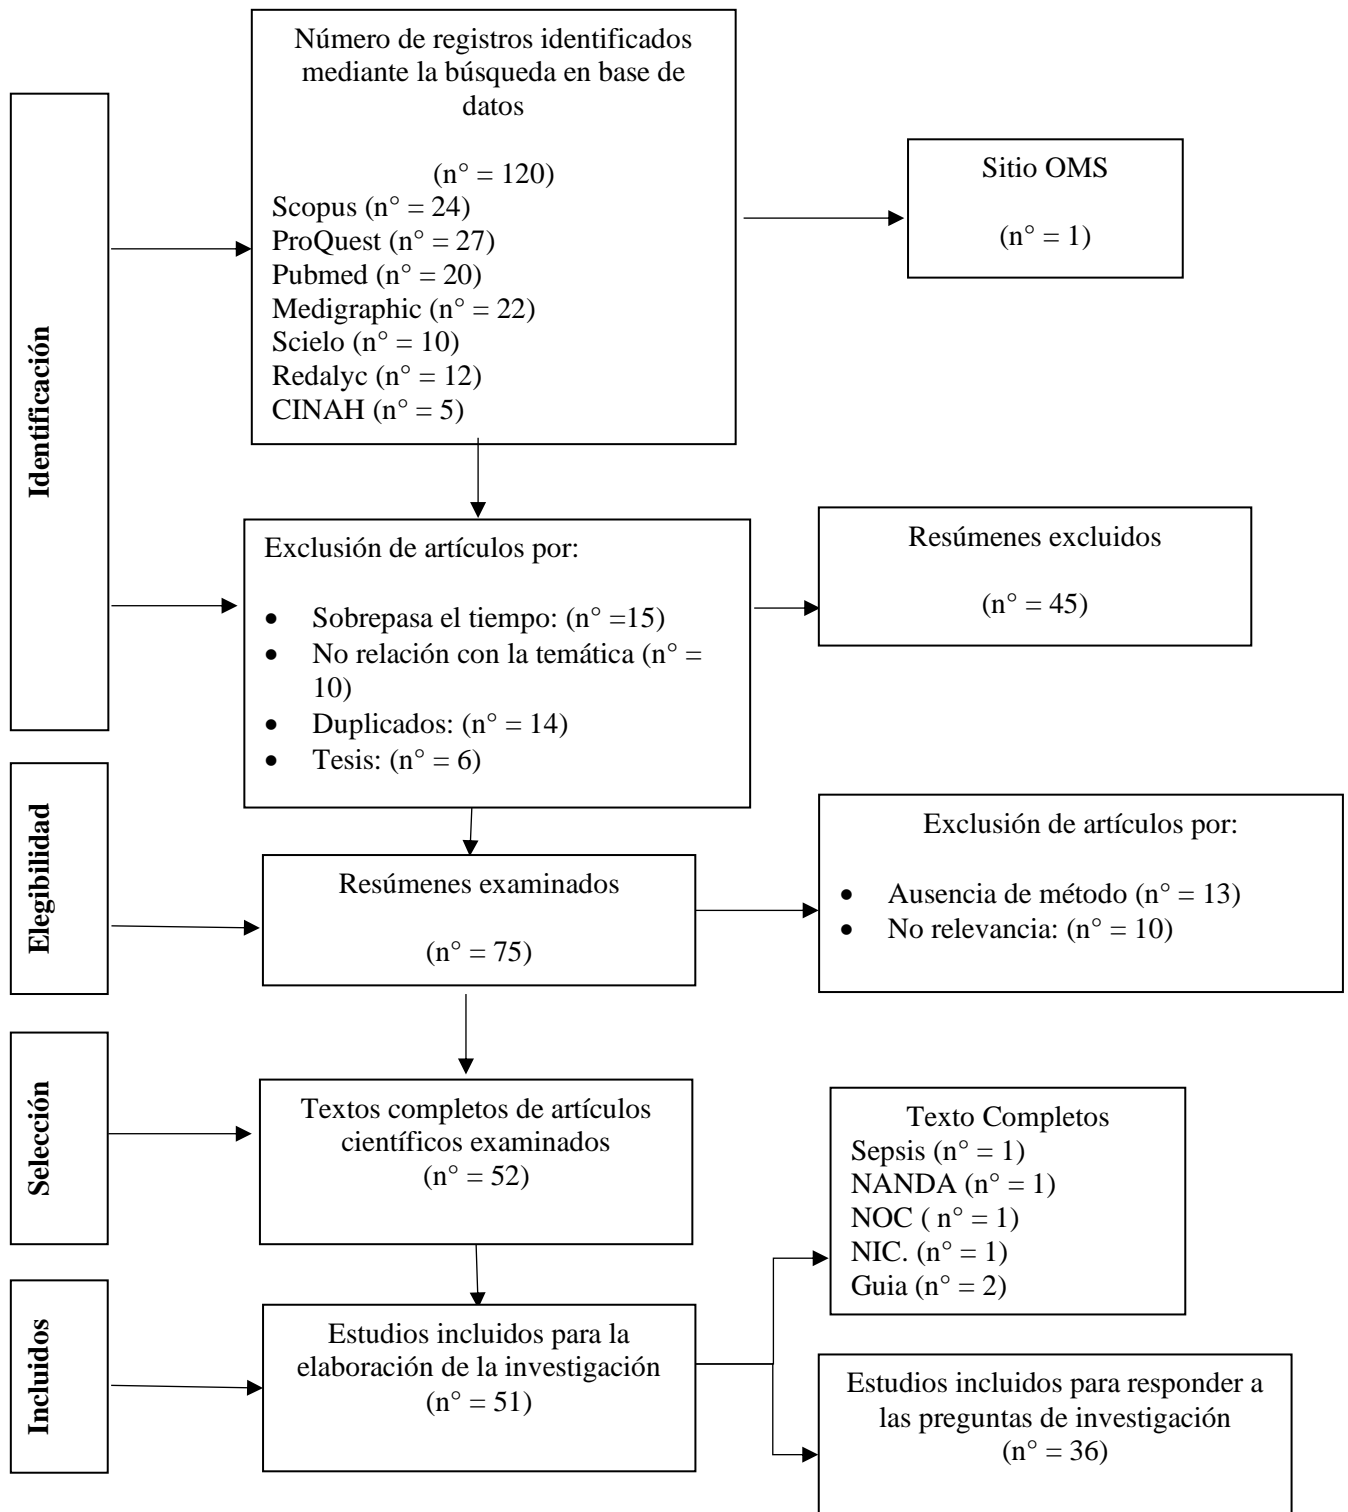 Identificación
Número de registros identificados
mediante la búsqueda en base de
datos
(n° = 120)
Scopus (n° = 24)
ProQuest (n° = 27)
Pubmed (n° = 20)
Medigraphic (n° = 22)
Scielo (n° = 10)
Redalyc (n° = 12)
CINAH (n° = 5)
Sitio OMS
(n° = 1)
Exclusión de artículos por:
• Sobrepasa el tiempo: (n° =15)
• No relación con la temática (n° =
10)
• Duplicados: (n° = 14)
• Tesis: (n° = 6)
Resúmenes excluidos
(n° = 45)
Elegibilidad
Resúmenes examinados
(n° = 75)
Exclusión de artículos por:
• Ausencia de método (n° = 13)
• No relevancia: (n° = 10)
Selección
Textos completos de artículos
científicos examinados
(n° = 52)
Texto Completos
Sepsis (n° = 1)
NANDA (n° = 1)
NOC ( n° = 1)
NIC. (n° = 1)
Guia (n° = 2)
Incluidos
Estudios incluidos para la
elaboración de la investigación
(n° = 51)
Estudios incluidos para responder a
las preguntas de investigación
(n° = 36)